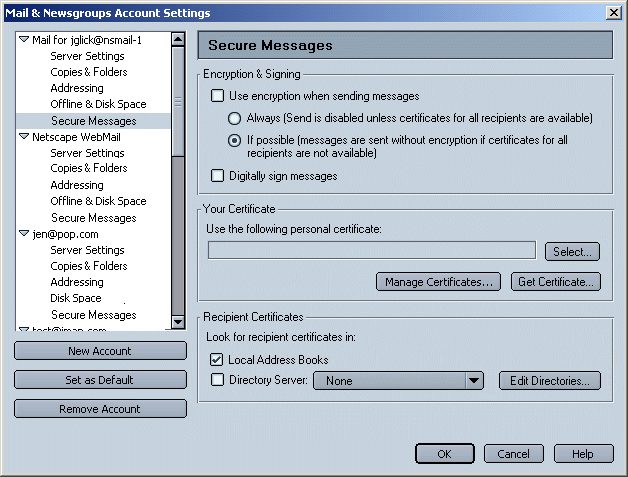 Mail & Newsgroups Account Settings
Mail for jglick@nsmail-1
Server Settings
Copies & Folders
Addressing
Offline & Disk Space
Secure Messages
Netscape WebMail
Server Settings
Copies & Folders
Addressing
Offline & Disk Space
Secure Messages
jen@pop.com
Server Settings
Copies & Folders
Addressing
Disk Space
Secure Messages
test@imap.com
New Account
Set as Default
Remove Account
Secure Messages
Encryption & Signing
Use encryption when sending messages
Always (Send is disabled unless certificates for all recipients are available)
If possible (messages are sent without encryption if certificates for all
recipients are not available)
Digitally sign messages
Your Certificate
Use the following personal certificate:
Select...
Manage Certificates...
Get Certificate...
Recipient Certificates
Look for recipient certificates in:
Local Address Books
Directory Server:
None
Edit Directories...
OK
Cancel
Help